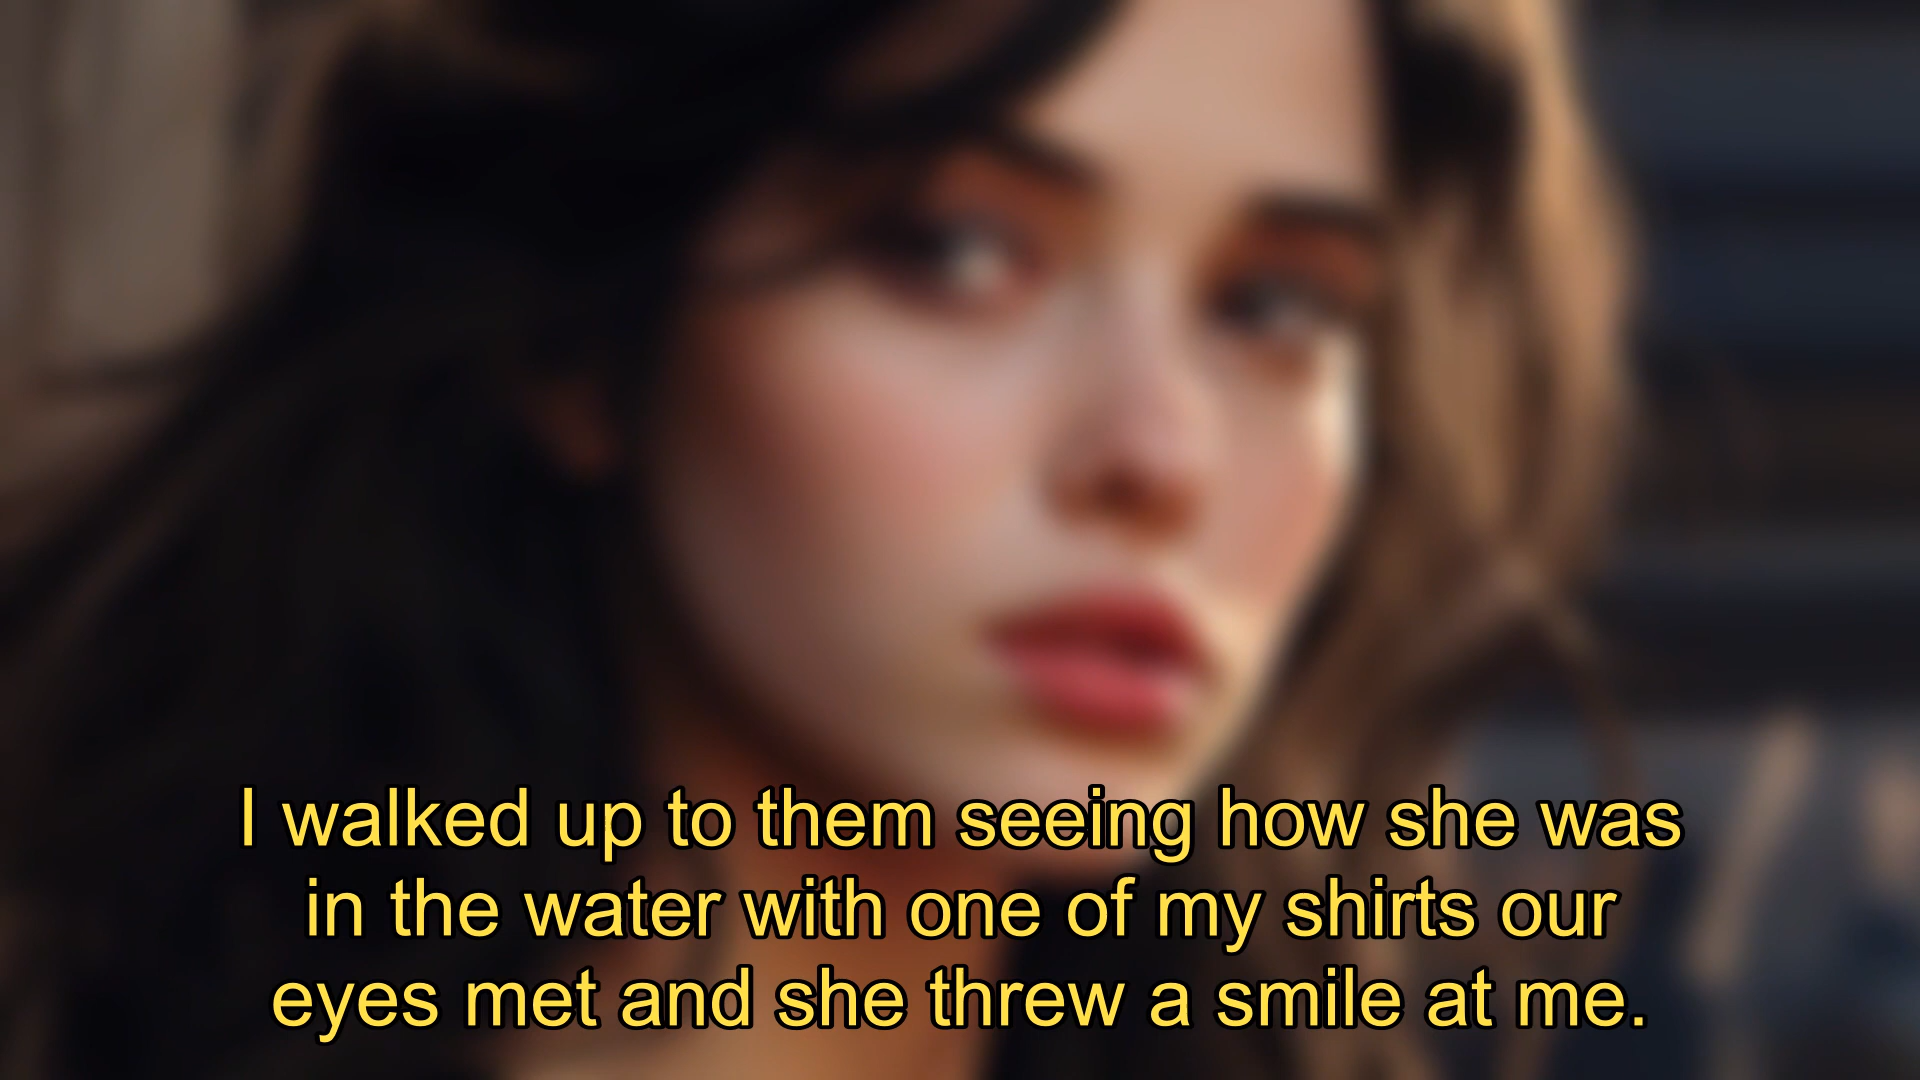 I walked up to them seeing how she was
in the water with one of my shirts our
eyes met and she threw a smile at me.